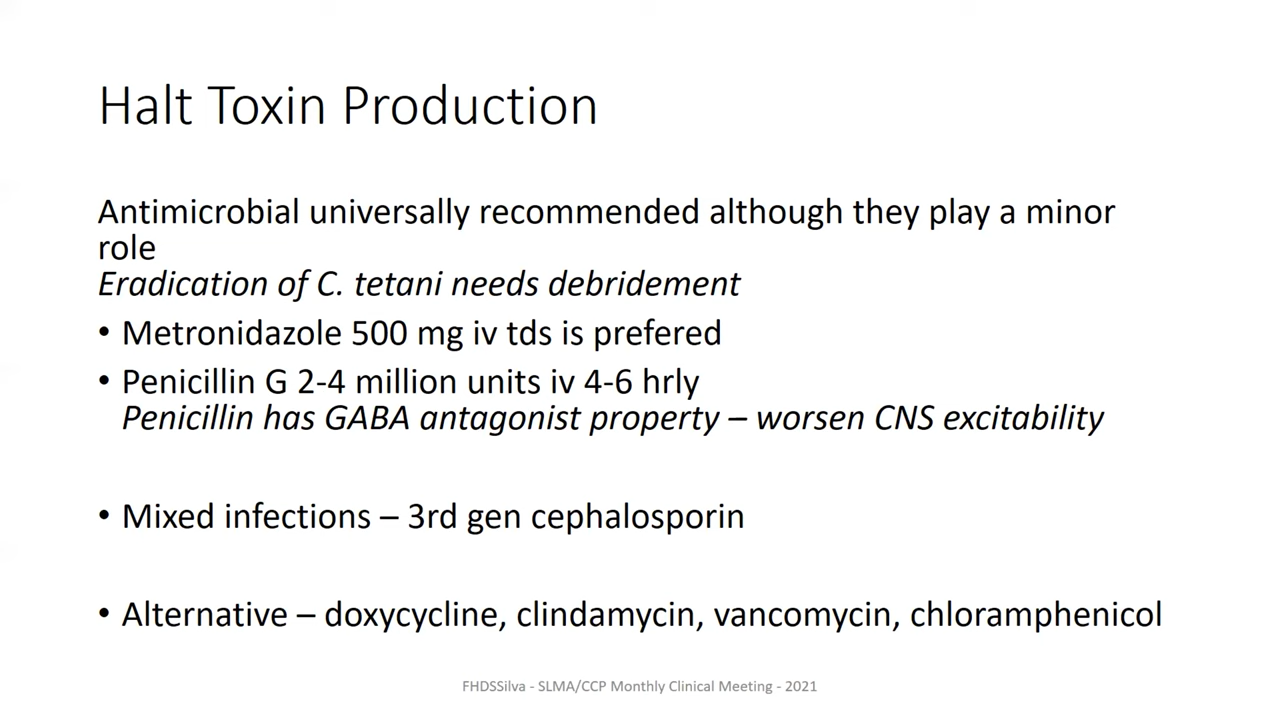 Halt Toxin Production
Antimicrobial universally recommended although they play a minor
role
Eradication of C. tetani needs debridement
• Metronidazole 500 mg iv tds is prefered
• Penicillin G 2-4 million units iv 4-6 hrly
Penicillin has GABA antagonist property – worsen CNS excitability
• Mixed infections – 3rd gen cephalosporin
• Alternative – doxycycline, clindamycin, vancomycin, chloramphenicol
FHDSSilva - SLMA/CCP Monthly Clinical Meeting - 2021